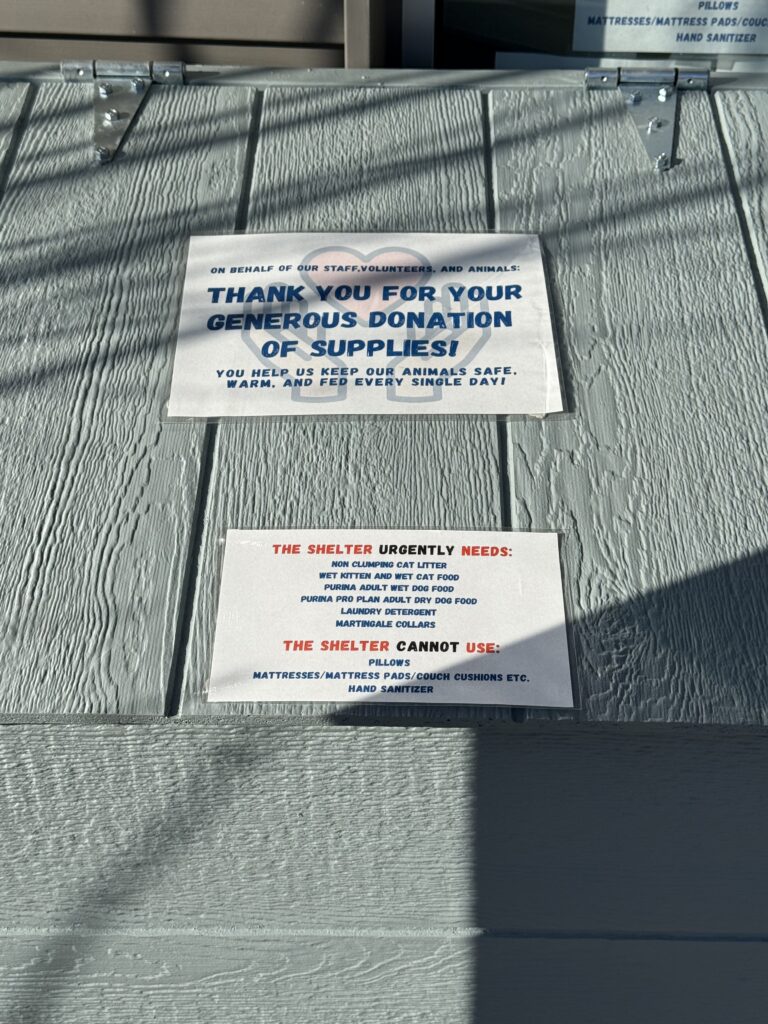 PILLOWS
MATTRESSES/MATTRESS PADS/COUC
HAND SANITIZER
ON BEHALF OF OUR STAFF,VOLUNTEERS, AND ANIMALS:
THANK YOU FOR YOUR
GENEROUS DONATION
OF SUPPLIES!
YOU HELP US KEEP OUR ANIMALS SAFE,
WARM, AND FED EVERY SINGLE DAY!
THE SHELTER URGENTLY NEEDS:
NON CLUMPING CAT LITTER
WET KITTEN AND WET CAT FOOD
PURINA ADULT WET DOG FOOD
PURINA PRO PLAN ADULT DRY DOG FOOD
LAUNDRY DETERGENT
MARTINGALE COLLARS
THE SHELTER CANNOT USE:
PILLOWS
MATTRESSES/MATTRESS PADS/COUCH CUSHIONS ETC.
HAND SANITIZER